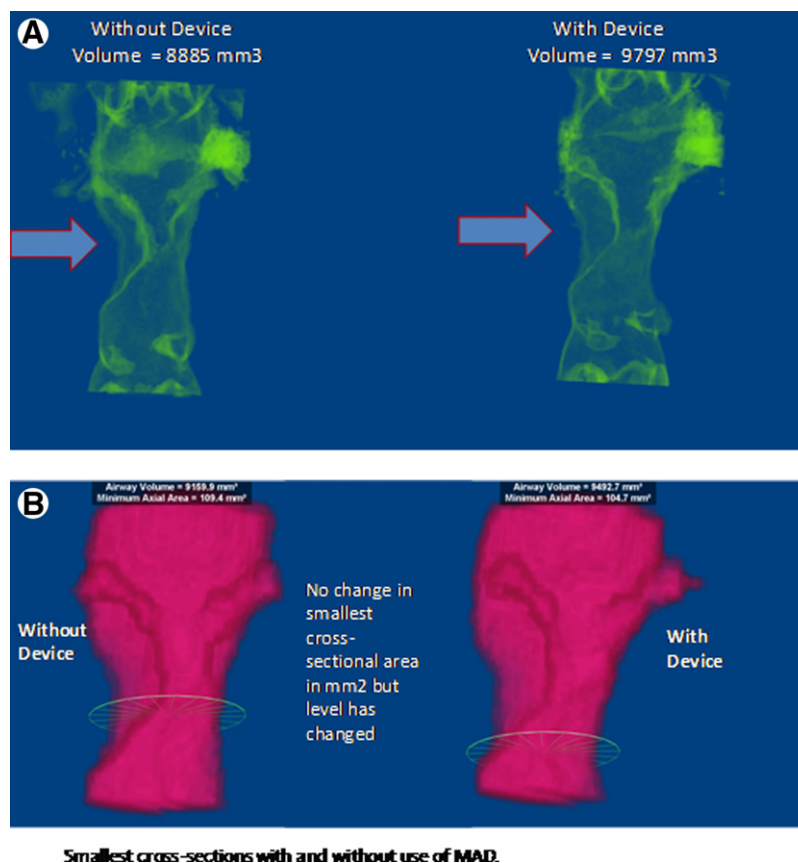 A
Without Device
Volume = 8885 mm3
With Device
Volume = 9797 mm3
B
Airway Volume = 9159.9 mm³
Minimum Axial Area = 109.4 mm²
Airway Volume = 9492.7 mm³
Minimum Axial Area = 104.7 mm²
Without
Device
No change in
smallest
cross-
sectional area
in mm2 but
level has
changed
With
Device
Smallest cross-sections with and without use of MAD.